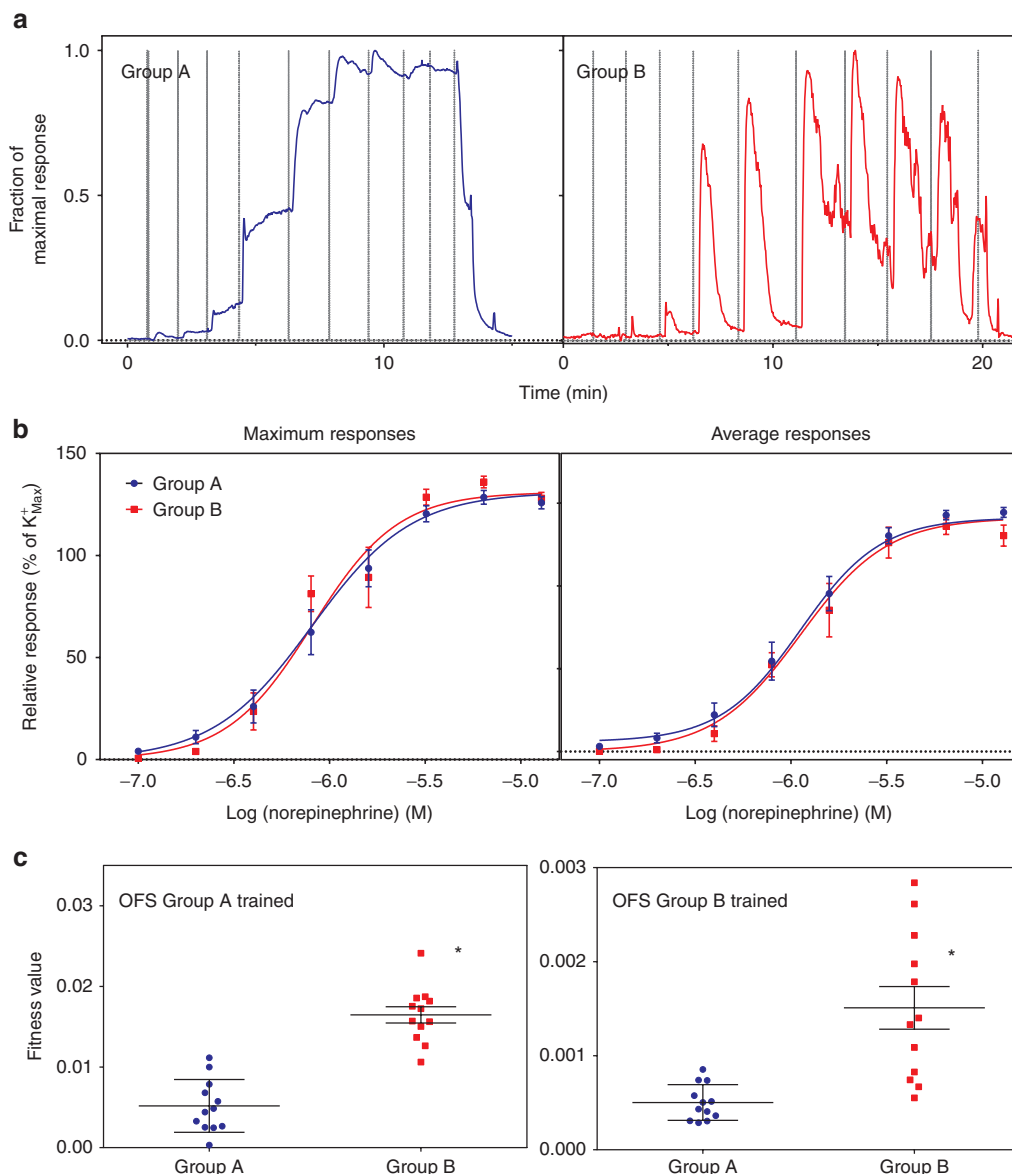 a
1.0
Group A
Group B
Fraction of
maximal response
0.5
0.0
0
10
0
10
20
Time (min)
b
Maximum responses
Average responses
150
Group A
Group B
100
50
0
Relative response (% of K⁺Max)
−7.0
−6.5
−6.0
−5.5
−5.0
−7.0
−6.5
−6.0
−5.5
−5.0
Log (norepinephrine) (M)
Log (norepinephrine) (M)
c
OFS Group A trained
0.03
0.02
0.01
0.00
Fitness value
*
Group A
Group B
0.003
OFS Group B trained
0.002
0.001
0.000
*
Group A
Group B